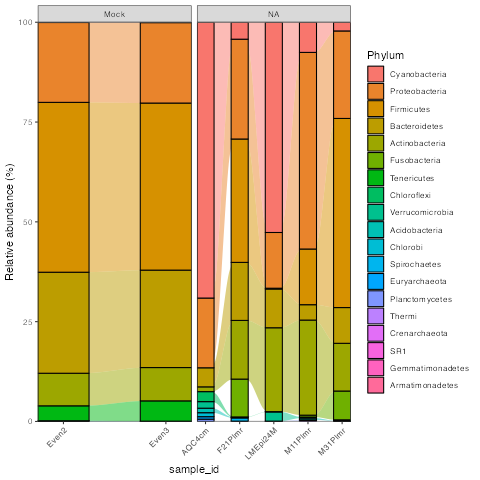 Mock
NA
100
75
50
25
0
Relative abundance (%)
Even2
Even3
AQC4cm
F21Plmr
LMEpi24M
M11Plmr
M31Plmr
sample_id
Phylum
Cyanobacteria
Proteobacteria
Firmicutes
Bacteroidetes
Actinobacteria
Fusobacteria
Tenericutes
Chloroflexi
Verrucomicrobia
Acidobacteria
Chlorobi
Spirochaetes
Euryarchaeota
Planctomycetes
Thermi
Crenarchaeota
SR1
Gemmatimonadetes
Armatimonadetes